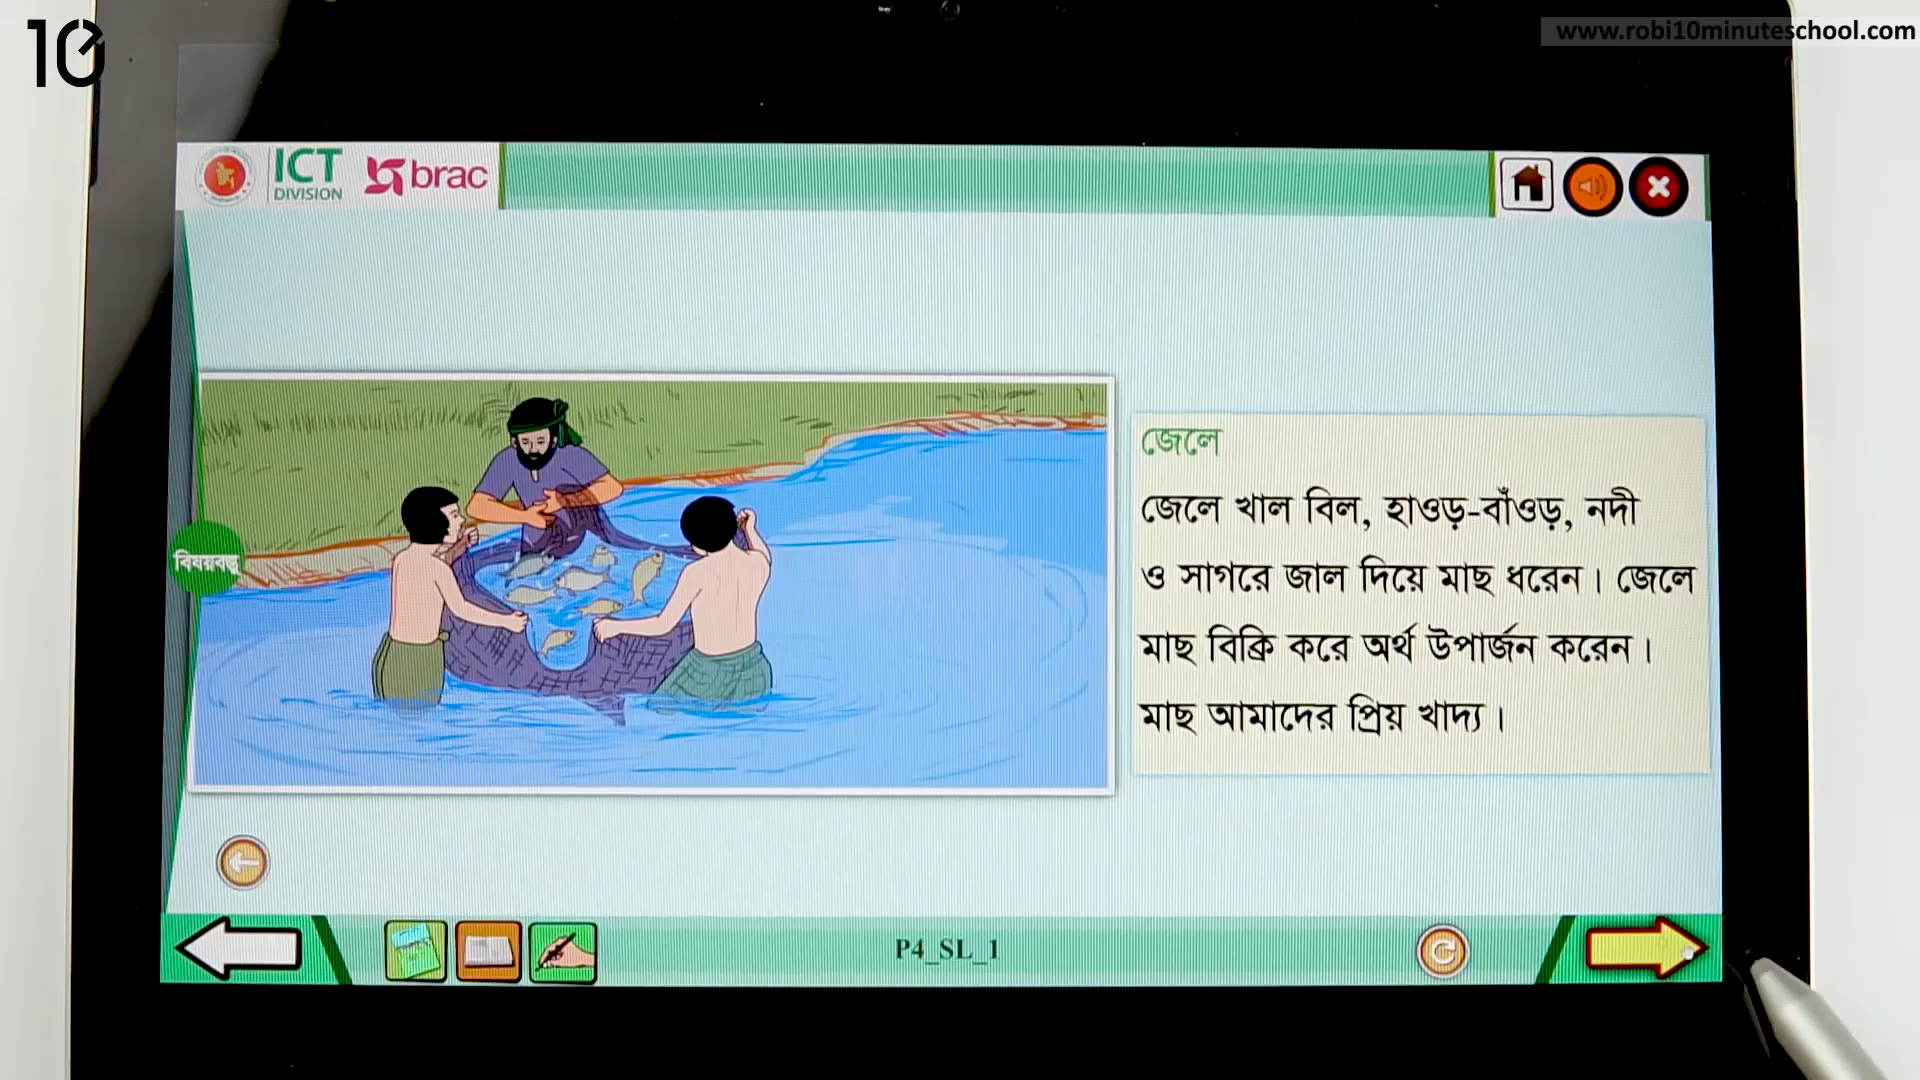 10
www.robi10minuteschool.com
ICT
DIVISION
brac
জেলে
জেলে খাল বিল, হাওড়-বাঁওড়, নদী
ও সাগরে জাল দিয়ে মাছ ধরেন। জেলে
মাছ বিক্রি করে অর্থ উপার্জন করেন।
মাছ আমাদের প্রিয় খাদ্য।
বিষয়বস্তু
P4_SL_1